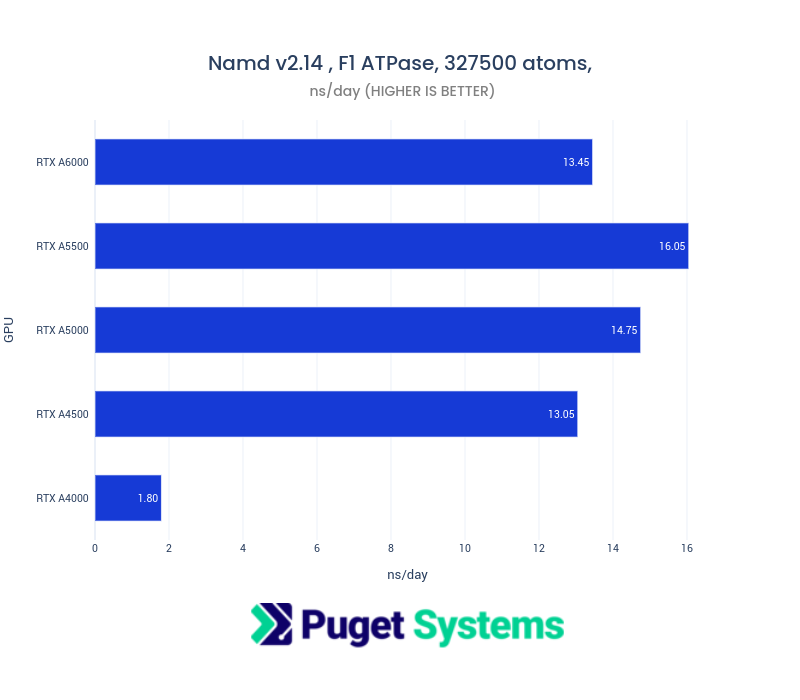 Namd v2.14 , F1 ATPase, 327500 atoms,
ns/day (HIGHER IS BETTER)
GPU
RTX A6000 13.45
RTX A5500 16.05
RTX A5000 14.75
RTX A4500 13.05
RTX A4000 1.80
0 2 4 6 8 10 12 14 16
ns/day
Puget Systems